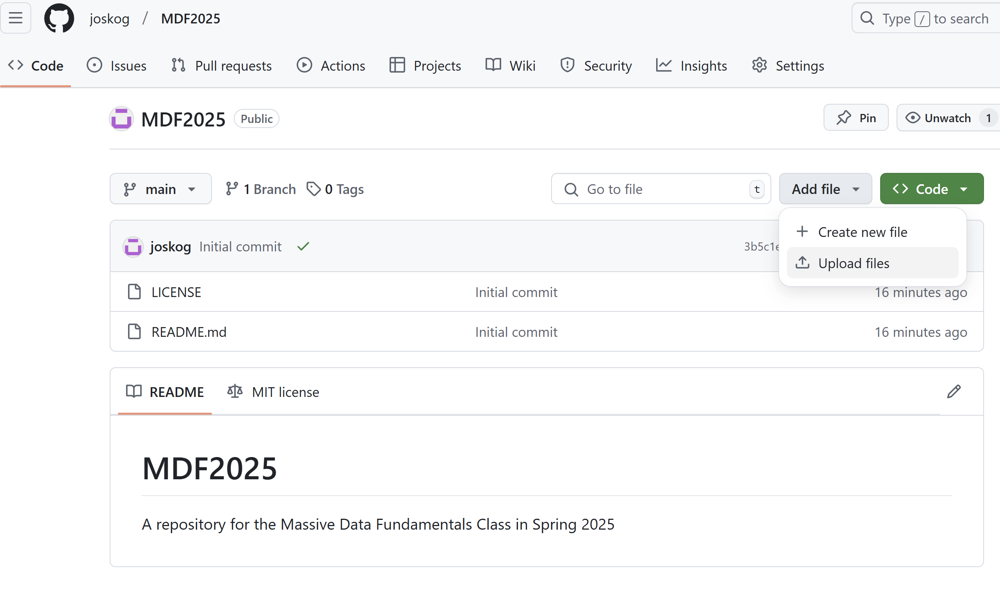 joskog / MDF2025
Type / to search
Code Issues Pull requests Actions Projects Wiki Security Insights Settings
MDF2025 Public Pin Unwatch 1
main 1 Branch 0 Tags Go to file t Add file Code
Create new file
Upload files
joskog Initial commit 3b5c1e
LICENSE Initial commit 16 minutes ago
README.md Initial commit 16 minutes ago
README MIT license
MDF2025
A repository for the Massive Data Fundamentals Class in Spring 2025